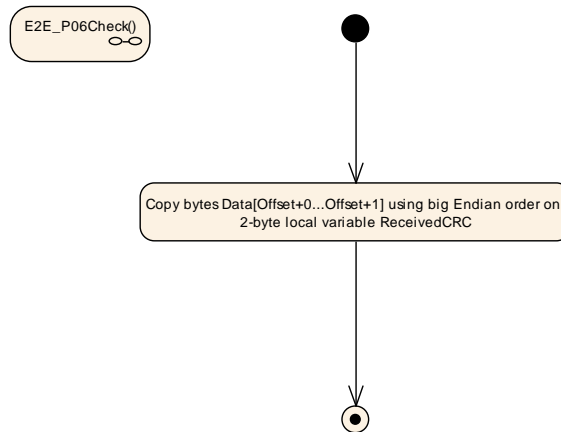 E2E_P06Check()
Copy bytes Data[Offset+0...Offset+1] using big Endian order on
2-byte local variable ReceivedCRC